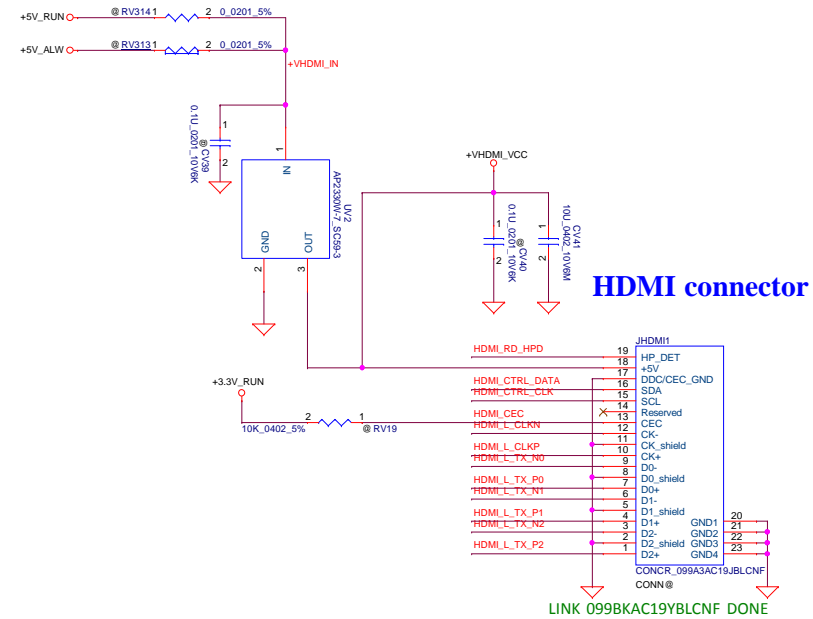 +5V_RUN
@ RV314 1
2 0_0201_5%
+5V_ALW
@ RV313 1
2 0_0201_5%
+VHDMI_IN
0.1U_0201_10V6K
@ CV39
1
2
1
IN
GND
OUT
2
3
UV2
AP2330W-7_SC59-3
+VHDMI_VCC
1
2
0.1U_0201_10V6K
@ CV40
1
2
10U_0402_10V6M
CV41
HDMI connector
+3.3V_RUN
2
1
10K_0402_5%
@ RV19
JHDMI1
HDMI_RD_HPD
19 HP_DET
18 +5V
17 DDC/CEC_GND
HDMI_CTRL_DATA
16 SDA
HDMI_CTRL_CLK
15 SCL
14 Reserved
HDMI_CEC
13 CEC
HDMI_L_CLKN
12 CK-
11 CK_shield
HDMI_L_CLKP
10 CK+
HDMI_L_TX_N0
9 D0-
8 D0_shield
HDMI_L_TX_P0
7 D0+
HDMI_L_TX_N1
6 D1-
5 D1_shield
HDMI_L_TX_P1
4 D1+
HDMI_L_TX_N2
3 D2-
2 D2_shield
HDMI_L_TX_P2
1 D2+
GND1 20
GND2 21
GND3 22
GND4 23
CONCR_099A3AC19JBLCNF
CONN@
LINK 099BKAC19YBLCNF DONE